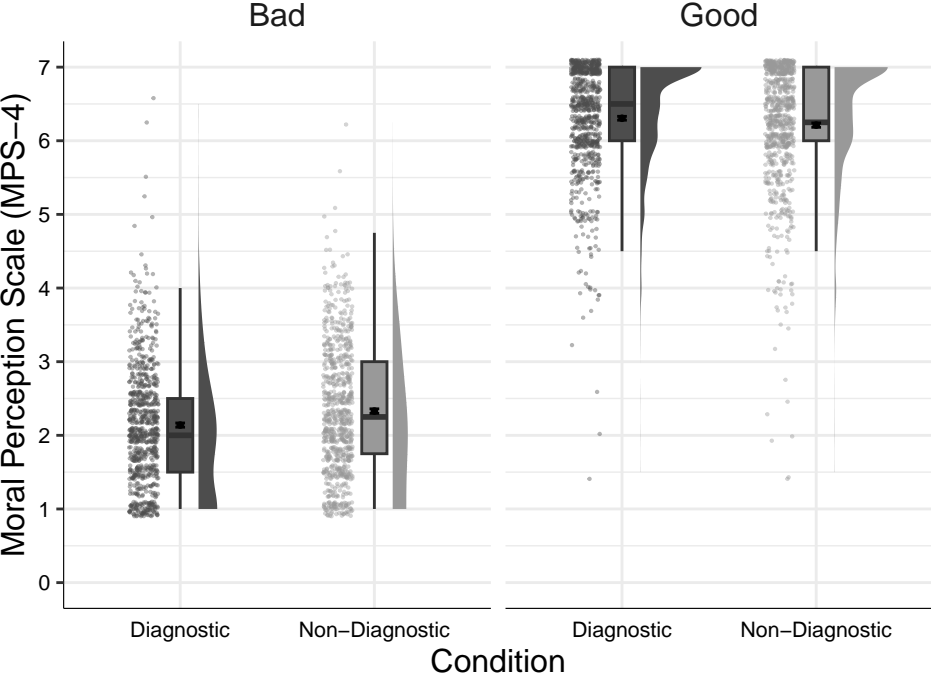 Bad
Good
Moral Perception Scale (MPS−4)
7
6
5
4
3
2
1
0
Diagnostic
Non−Diagnostic
Diagnostic
Non−Diagnostic
Condition